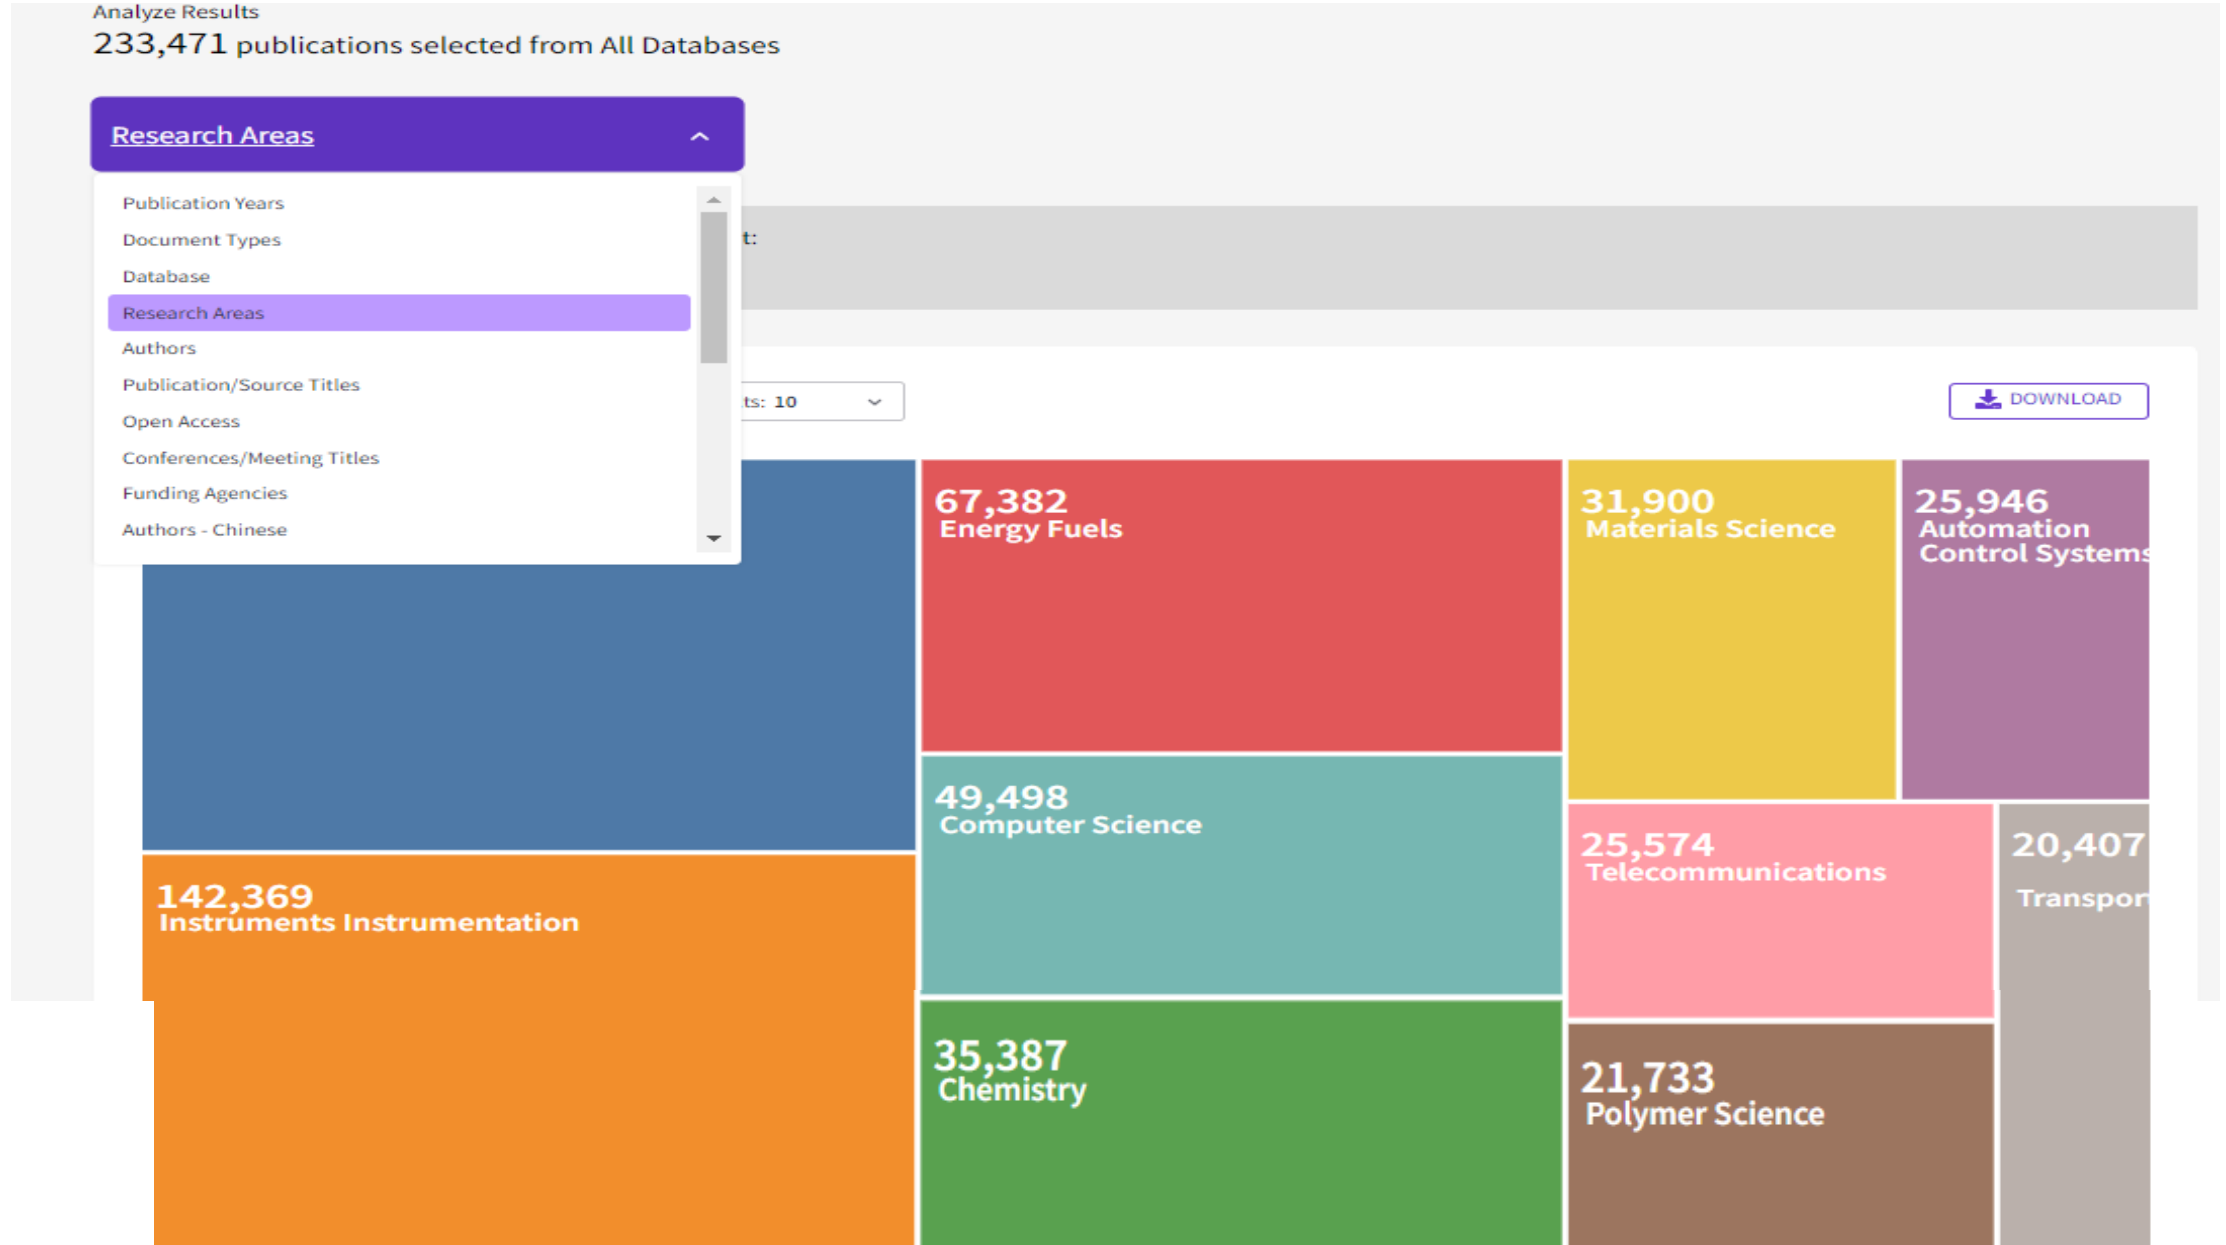 Analyze Results
233,471 publications selected from All Databases
Research Areas
Publication Years
Document Types
Database
Research Areas
Authors
Publication/Source Titles
Open Access
Conferences/Meeting Titles
Funding Agencies
Authors - Chinese
t:
ts: 10
DOWNLOAD
67,382
Energy Fuels
31,900
Materials Science
25,946
Automation
Control Systems
49,498
Computer Science
25,574
Telecommunications
20,407
Transpor
142,369
Instruments Instrumentation
35,387
Chemistry
21,733
Polymer Science